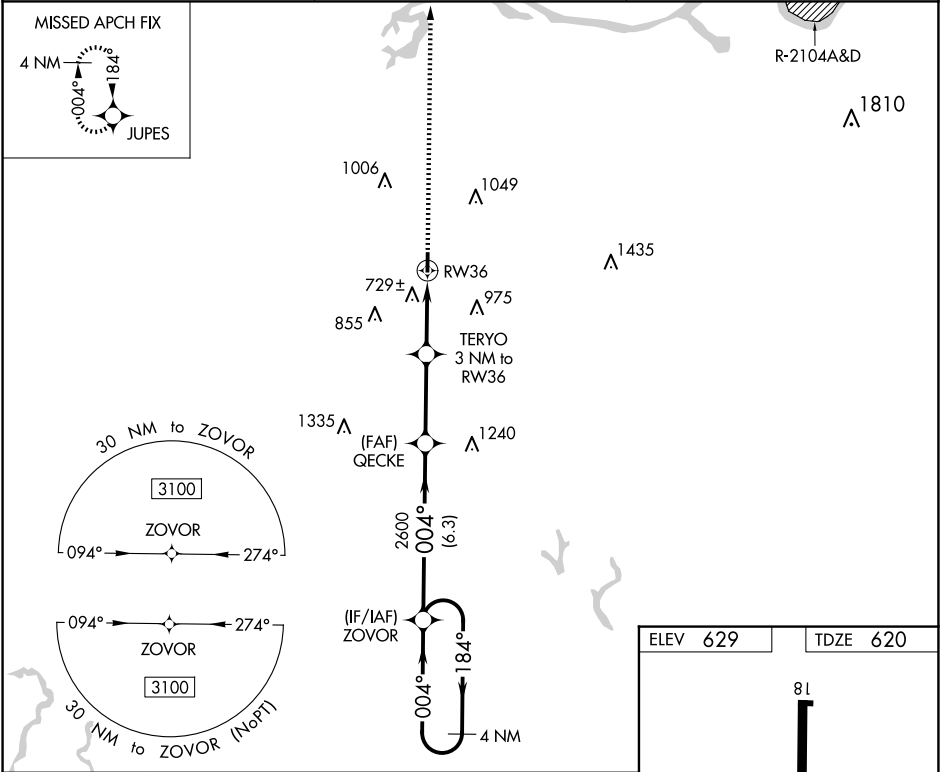 MISSED APCH FIX
4 NM
184°
004°
JUPES
R-2104A&D
1810
1006
1049
1435
RW36
729±
975
855
TERYO
3 NM to
RW36
1335
(FAF)
QECKE
1240
30 NM to ZOVOR
3100
ZOVOR
094°
274°
2600
004°
(6.3)
094°
274°
ZOVOR
3100
30 NM to ZOVOR (NoPT)
(IF/IAF)
ZOVOR
184°
004°
4 NM
ELEV 629
TDZE 620
18